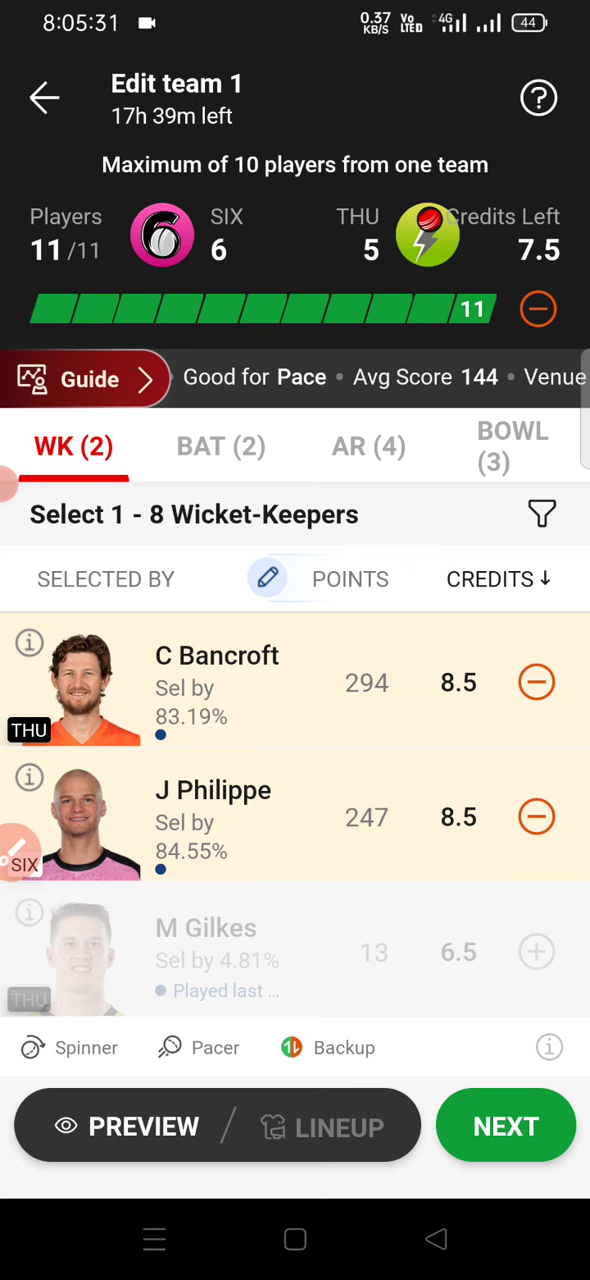 8:05:31 0.37 KB/S Vo LTED 4G 44
Edit team 1
17h 39m left
Maximum of 10 players from one team
Players SIX THU Credits Left
11/11 6 5 7.5
11
Guide Good for Pace • Avg Score 144 • Venue
WK (2) BAT (2) AR (4) BOWL (3)
Select 1 - 8 Wicket-Keepers
SELECTED BY POINTS CREDITS↓
C Bancroft
Sel by
83.19%
294 8.5
THU
J Philippe
Sel by
84.55%
247 8.5
SIX
M Gilkes
Sel by 4.81%
Played last ...
13 6.5
THU
Spinner Pacer Backup
PREVIEW / LINEUP NEXT